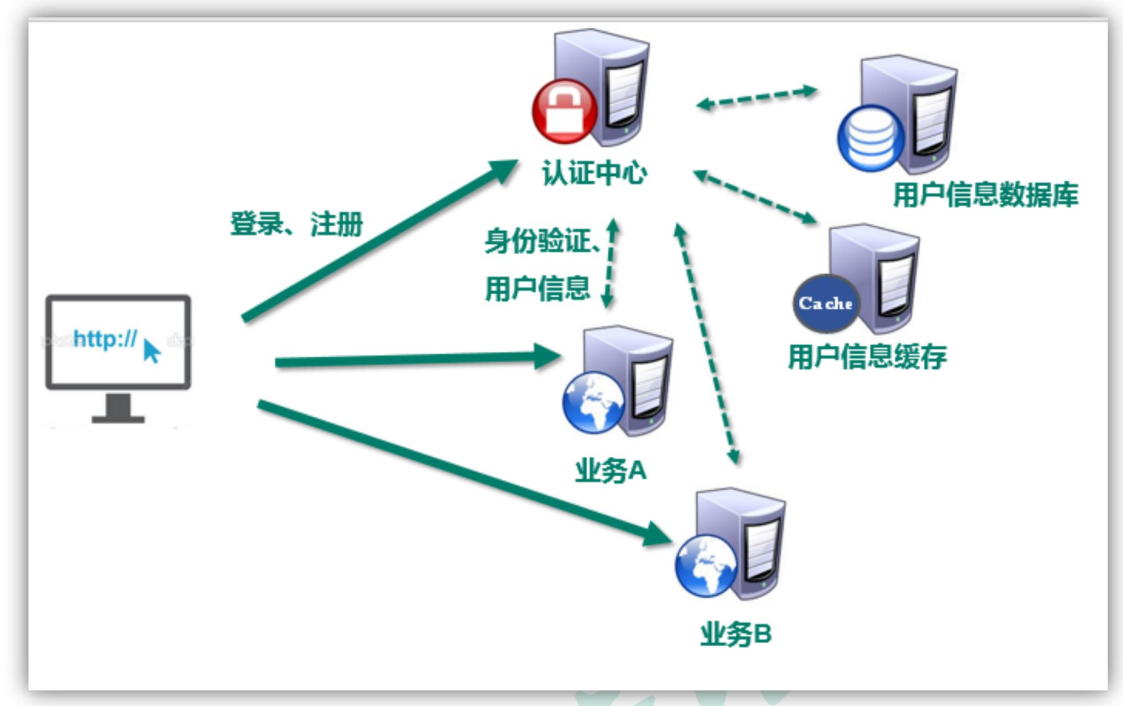 认证中心
用户信息数据库
登录、注册
身份验证、
用户信息
Cache
http://
用户信息缓存
业务A
业务B